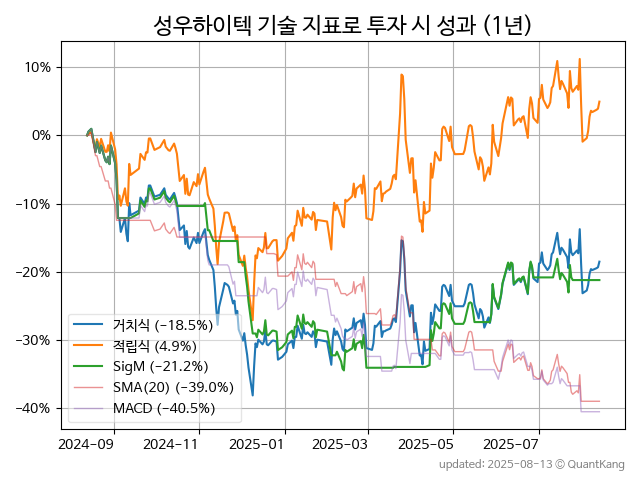 성우하이텍 기술 지표로 투자 시 성과 (1년)
10%
0%
−10%
−20%
−30%
−40%
거치식 (−18.5%)
적립식 (4.9%)
SigM (−21.2%)
SMA(20) (−39.0%)
MACD (−40.5%)
2024-09
2024-11
2025-01
2025-03
2025-05
2025-07
updated: 2025-08-13 © QuantKang